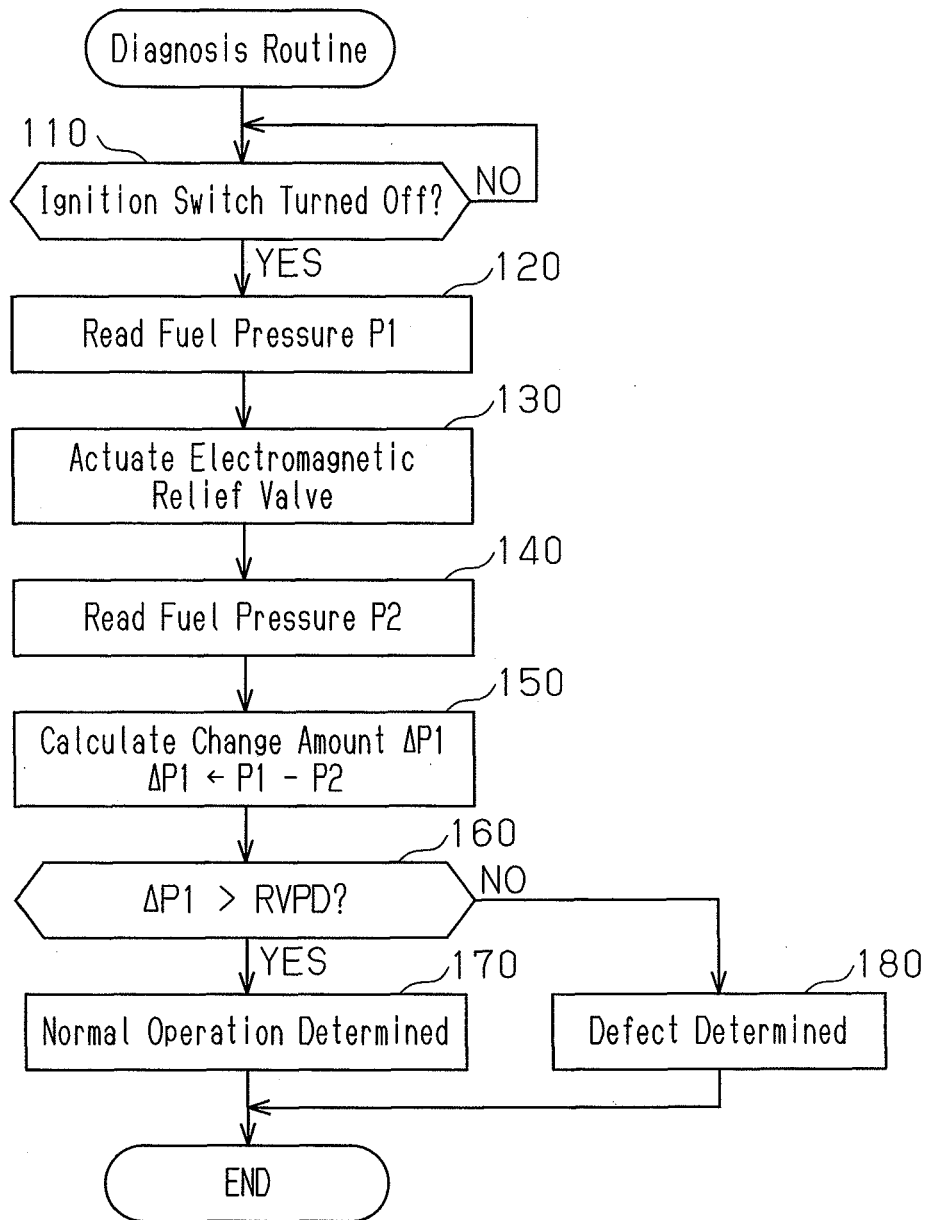 Diagnosis Routine
110
Ignition Switch Turned Off?
NO
YES
120
Read Fuel Pressure P1
130
Actuate Electromagnetic
Relief Valve
140
Read Fuel Pressure P2
150
Calculate Change Amount ΔP1
ΔP1 ← P1 - P2
160
ΔP1 > RVPD?
NO
YES
170
180
Normal Operation Determined
Defect Determined
END